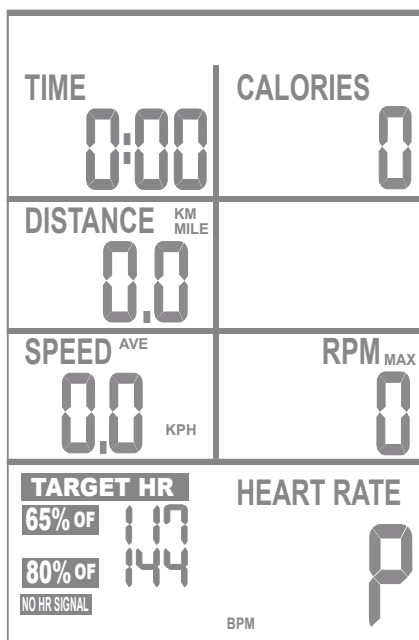 TIME
0:00
CALORIES
0
DISTANCE KM MILE
0.0
SPEED AVE
0.0 KPH
RPM MAX
0
TARGET HR
65% OF 117
80% OF 144
NO HR SIGNAL
HEART RATE
P
BPM